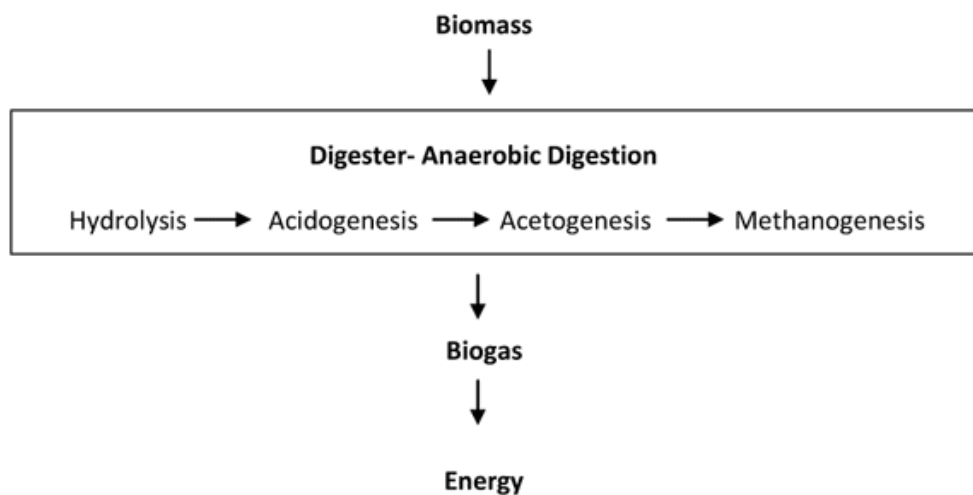 Biomass
Digester- Anaerobic Digestion
Hydrolysis Acidogenesis Acetogenesis Methanogenesis
Biogas
Energy